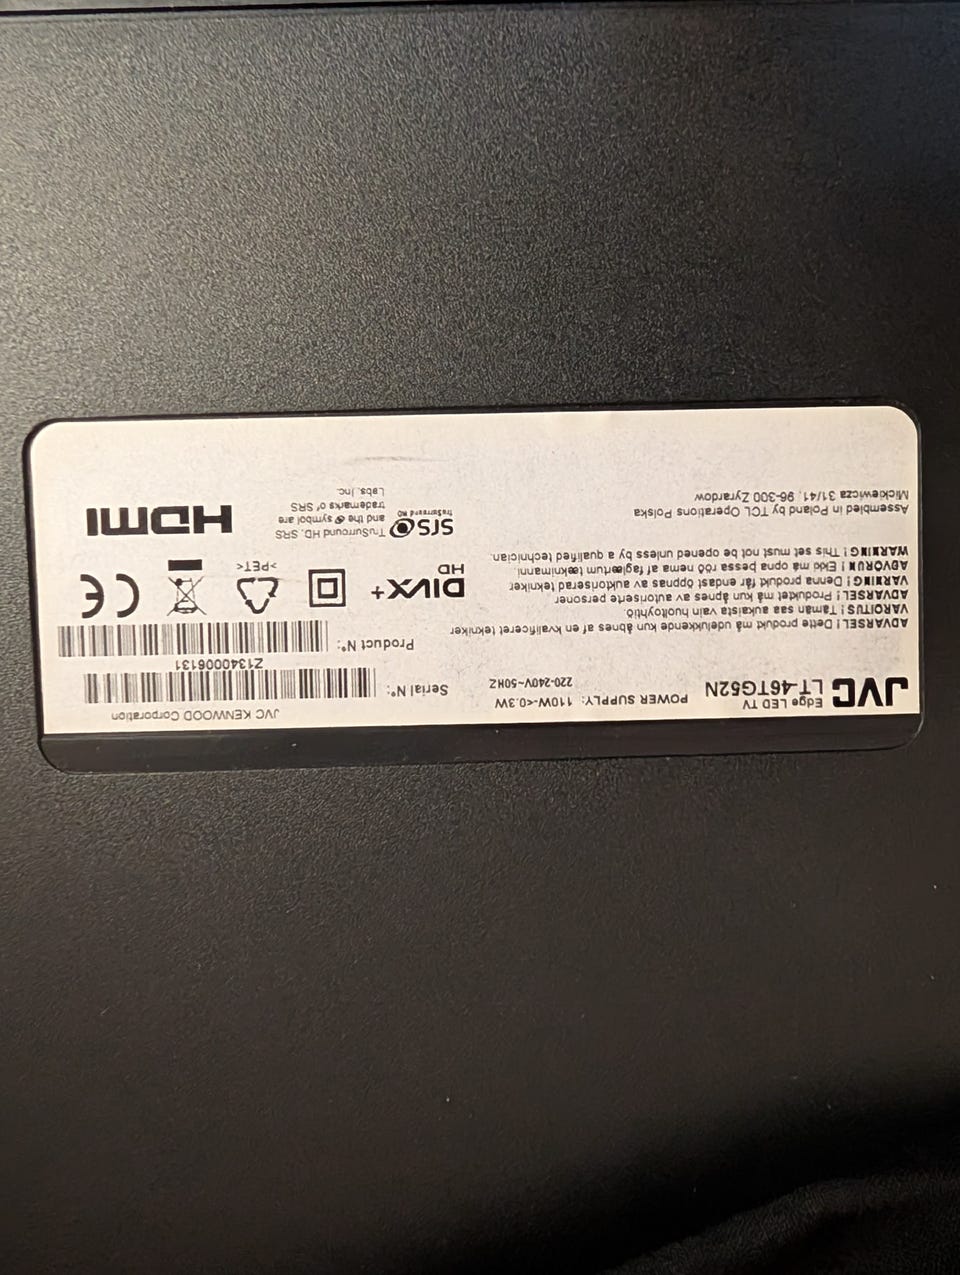 JVC
Edge LED TV
LT-46TG52N
POWER SUPPLY: 110W-<0.3W
220-240V~50HZ
ADVARSEL! Dette produkt må udelukkende kun åbnes af en kvalificeret tekniker
VAROITUS! Tämän saa aukaista vain huoltoyhtiö.
ADVARSEL! Produktet må kun åpnes av autoriserte personer
VARNING! Denna produkt får endast öppnas av auktoriserad tekniker
AÐVÖRUN! Ekki má opna þessa röð nema af faglærtum tæknimanni.
WARNING! This set must not be opened unless by a qualified technician.
Assembled in Poland by TCL Operations Polska
Mickiewicza 31/41, 96-300 Zyrardow
JVC KENWOOD Corporation
Serial N°:
Z1340006131
Product N°:
DIVX+
HD
>PET<
CE
SRS
TruSurround HD
TruSurround HD, SRS
and the symbol are
trademarks of SRS
Labs, Inc.
HDMI